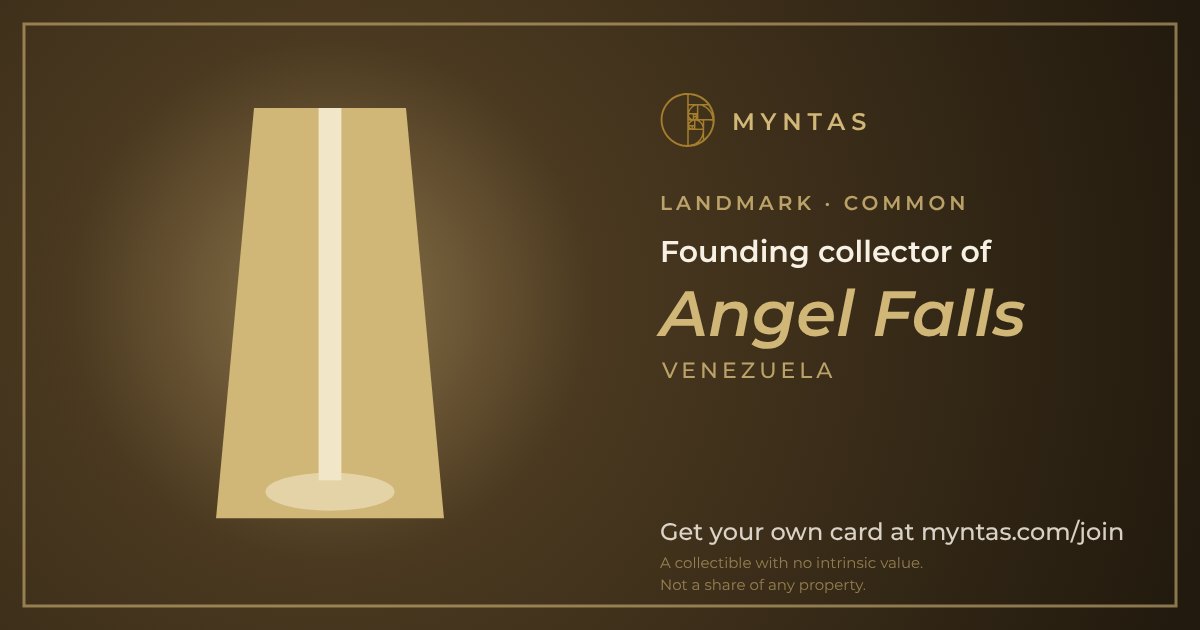 MYNTAS
LANDMARK · COMMON
Founding collector of
Angel Falls
VENEZUELA
Get your own card at myntas.com/join
A collectible with no intrinsic value.
Not a share of any property.